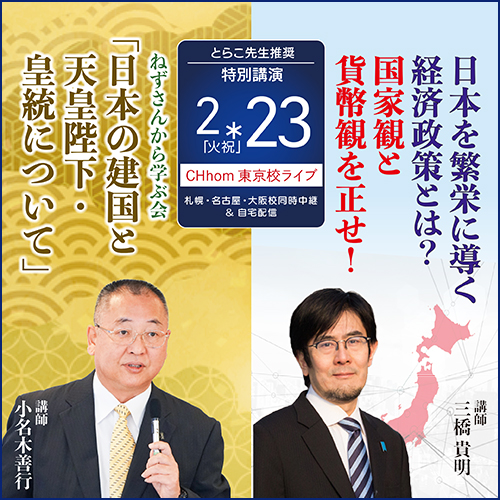 とらこ先生推奨
特別講演
2*23
「火祝」
CHhom 東京校ライブ
札幌・名古屋・大阪校同時中継
& 自宅配信
日本を繁栄に導く
経済政策とは?
国家観と
貨幣観を正せ!
講師
三橋貴明
ねずさんから学ぶ会
「日本の建国と
天皇陛下・
皇統について」
講師
小名木善行